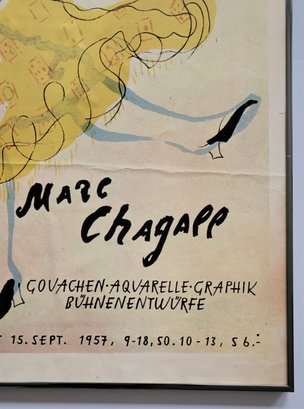 Marc
Chagall
GOUACHEN·AQUARELLE·GRAPHIK
BÜHNENENTWÜRFE
15. SEPT. 1957, 9-18, SO. 10-13, S 6.-